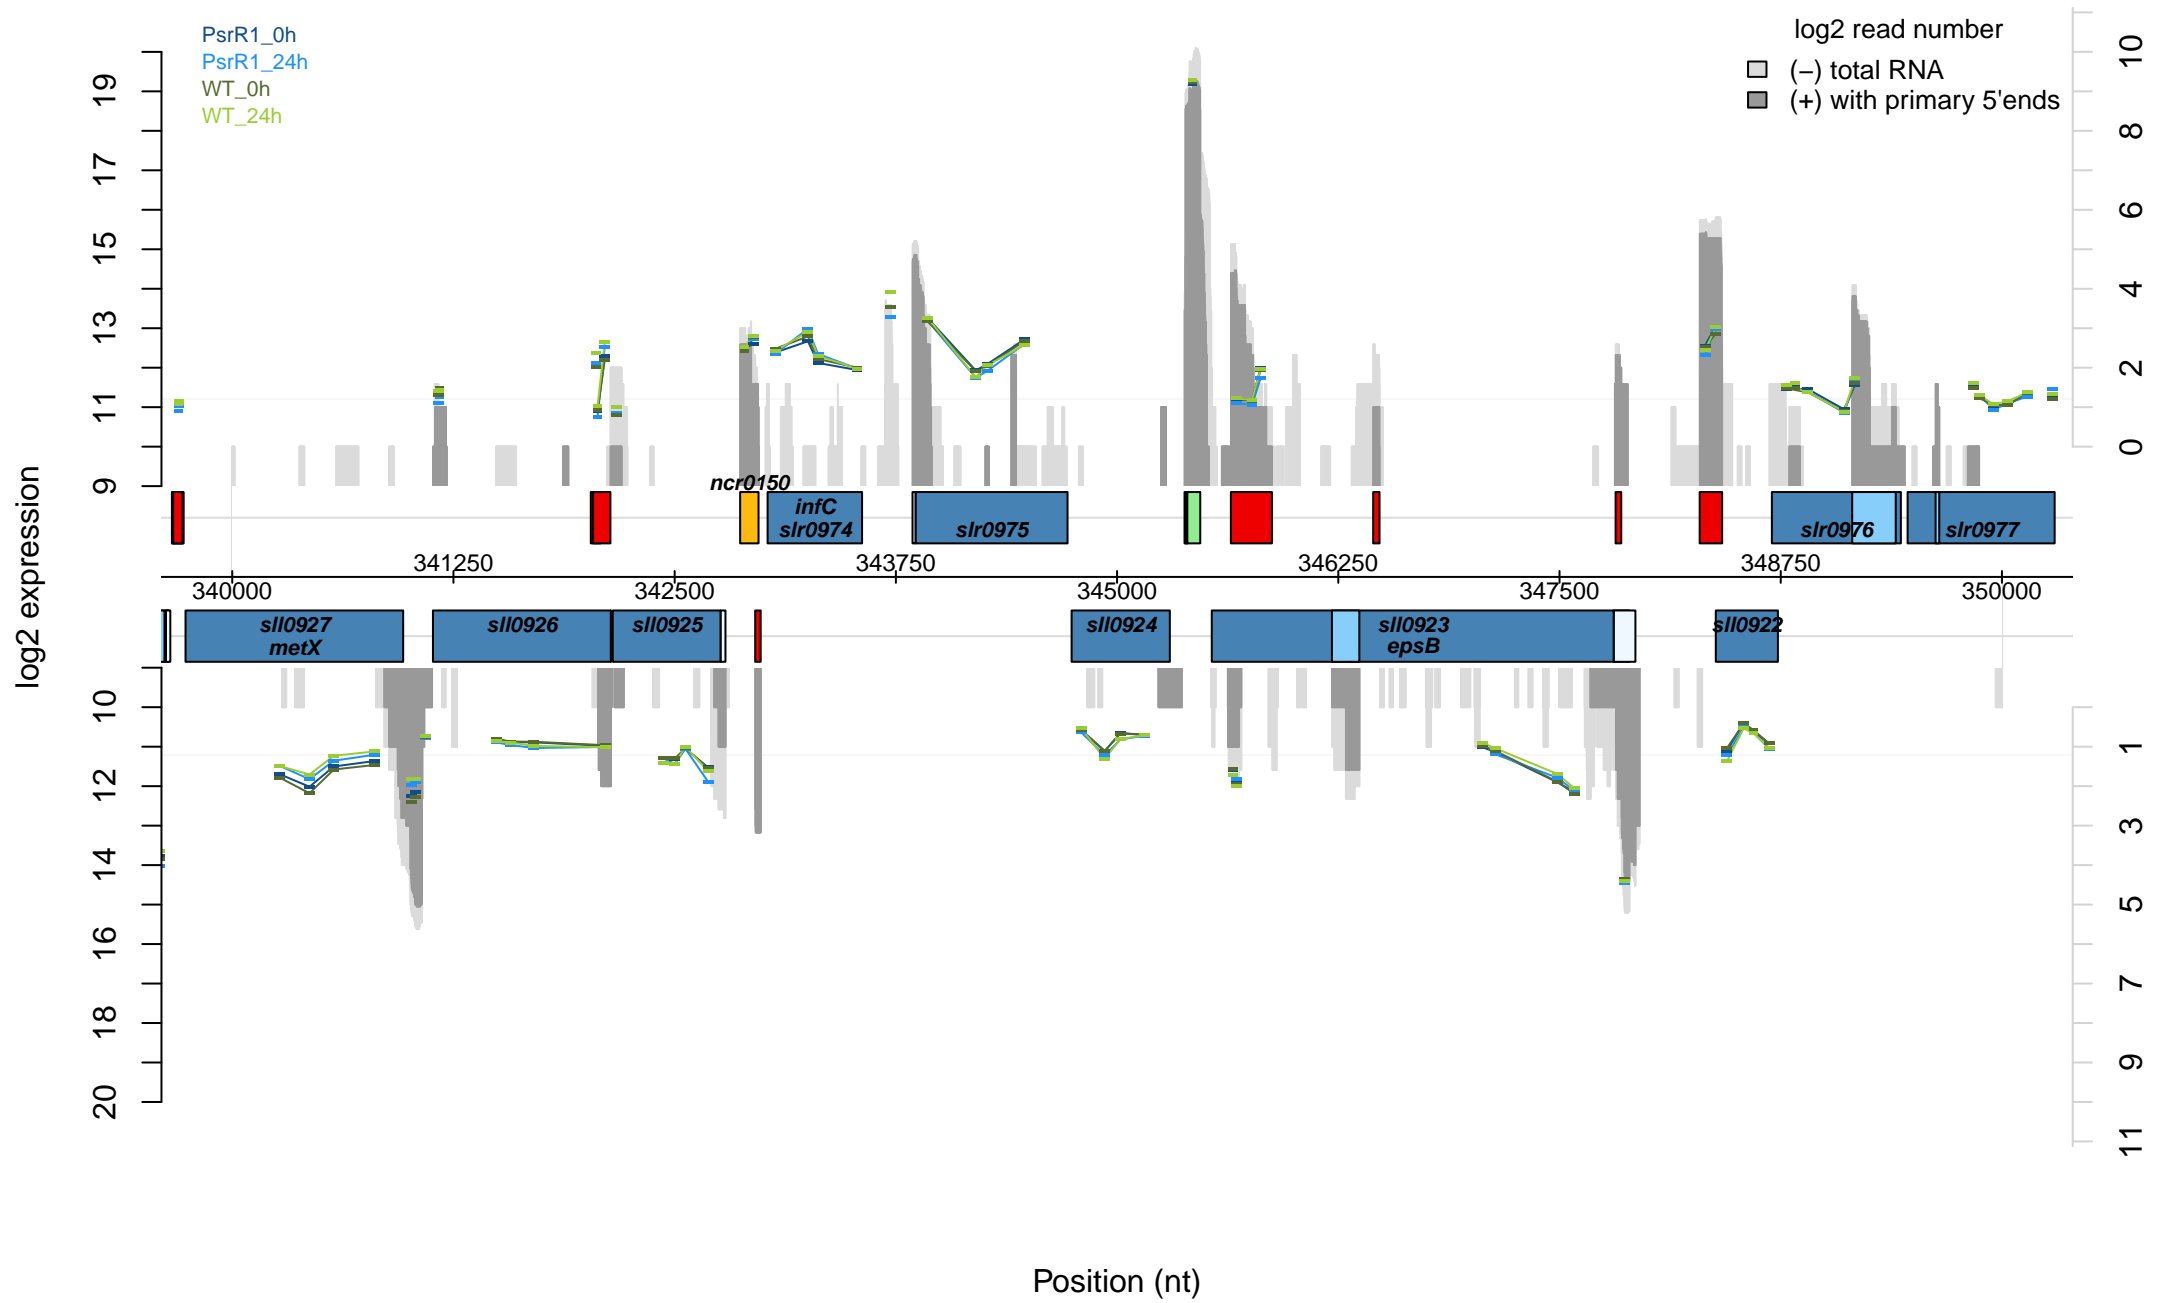 PsrR1_0h
PsrR1_24h
WT_0h
WT_24h
log2 read number
(−) total RNA
(+) with primary 5'ends
19
17
15
13
11
9
10
8
6
4
2
0
log2 expression
ncr0150
infC
slr0974
slr0975
slr0976
slr0977
341250
343750
346250
348750
340000
342500
345000
347500
350000
sll0927
metX
sll0926
sll0925
sll0924
sll0923
epsB
sll0922
10
12
14
16
18
20
1
3
5
7
9
11
Position (nt)